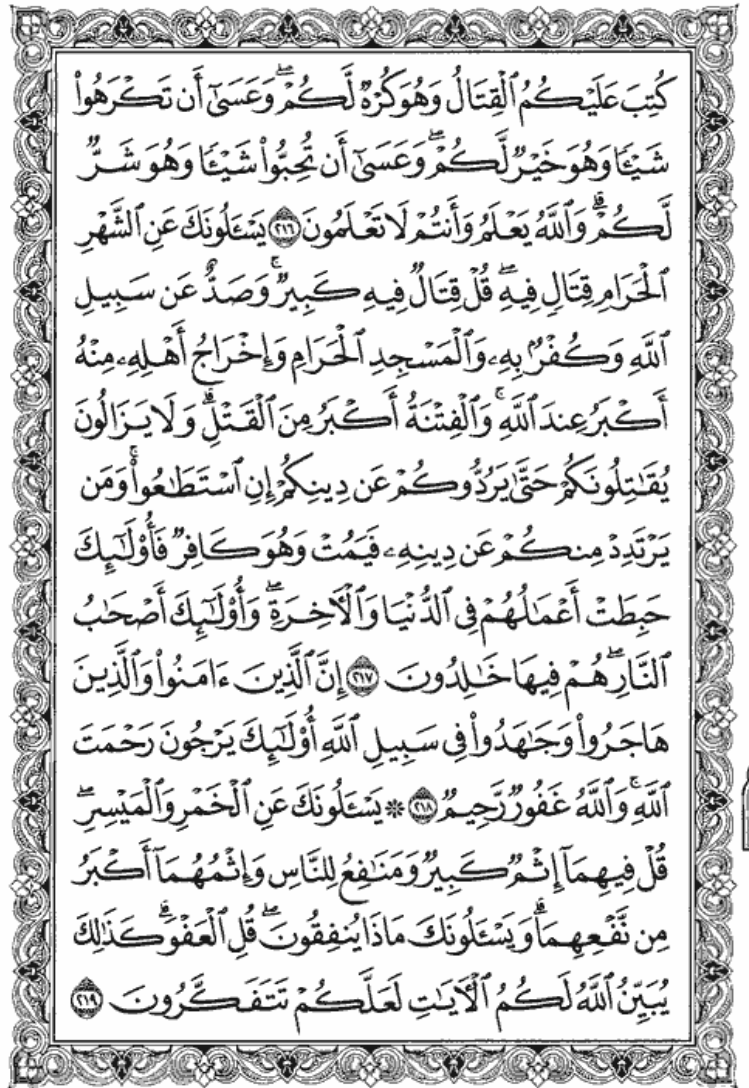 كُتِبَ عَلَيْكُمُ ٱلْقِتَالُ وَهُوَ كُرْهٌ لَّكُمْ ۖ وَعَسَىٰٓ أَن تَكْرَهُوا۟
شَيْـًٔا وَهُوَ خَيْرٌ لَّكُمْ ۖ وَعَسَىٰٓ أَن تُحِبُّوا۟ شَيْـًٔا وَهُوَ شَرٌّ
لَّكُمْ ۗ وَٱللَّهُ يَعْلَمُ وَأَنتُمْ لَا تَعْلَمُونَ ٢١٦ يَسْـَٔلُونَكَ عَنِ ٱلشَّهْرِ
ٱلْحَرَامِ قِتَالٍ فِيهِ ۖ قُلْ قِتَالٌ فِيهِ كَبِيرٌ ۚ وَصَدٌّ عَن سَبِيلِ
ٱللَّهِ وَكُفْرٌۢ بِهِۦ وَٱلْمَسْجِدِ ٱلْحَرَامِ وَإِخْرَاجُ أَهْلِهِۦ مِنْهُ
أَكْبَرُ عِندَ ٱللَّهِ ۚ وَٱلْفِتْنَةُ أَكْبَرُ مِنَ ٱلْقَتْلِ ۗ وَلَا يَزَالُونَ
يُقَـٰتِلُونَكُمْ حَتَّىٰ يَرُدُّوكُمْ عَن دِينِكُمْ إِنِ ٱسْتَطَـٰعُوا۟ ۚ وَمَن
يَرْتَدِدْ مِنكُمْ عَن دِينِهِۦ فَيَمُتْ وَهُوَ كَافِرٌ فَأُو۟لَـٰٓئِكَ
حَبِطَتْ أَعْمَـٰلُهُمْ فِى ٱلدُّنْيَا وَٱلْـَٔاخِرَةِ ۖ وَأُو۟لَـٰٓئِكَ أَصْحَـٰبُ
ٱلنَّارِ ۖ هُمْ فِيهَا خَـٰلِدُونَ ٢١٧ إِنَّ ٱلَّذِينَ ءَامَنُوا۟ وَٱلَّذِينَ
هَاجَرُوا۟ وَجَـٰهَدُوا۟ فِى سَبِيلِ ٱللَّهِ أُو۟لَـٰٓئِكَ يَرْجُونَ رَحْمَتَ
ٱللَّهِ ۚ وَٱللَّهُ غَفُورٌ رَّحِيمٌ ٢١٨ ۞ يَسْـَٔلُونَكَ عَنِ ٱلْخَمْرِ وَٱلْمَيْسِرِ ۖ
قُلْ فِيهِمَآ إِثْمٌ كَبِيرٌ وَمَنَـٰفِعُ لِلنَّاسِ وَإِثْمُهُمَآ أَكْبَرُ
مِن نَّفْعِهِمَا ۗ وَيَسْـَٔلُونَكَ مَاذَا يُنفِقُونَ ۖ قُلِ ٱلْعَفْوَ ۗ كَذَٰلِكَ
يُبَيِّنُ ٱللَّهُ لَكُمُ ٱلْـَٔايَـٰتِ لَعَلَّكُمْ تَتَفَكَّرُونَ ٢١٩